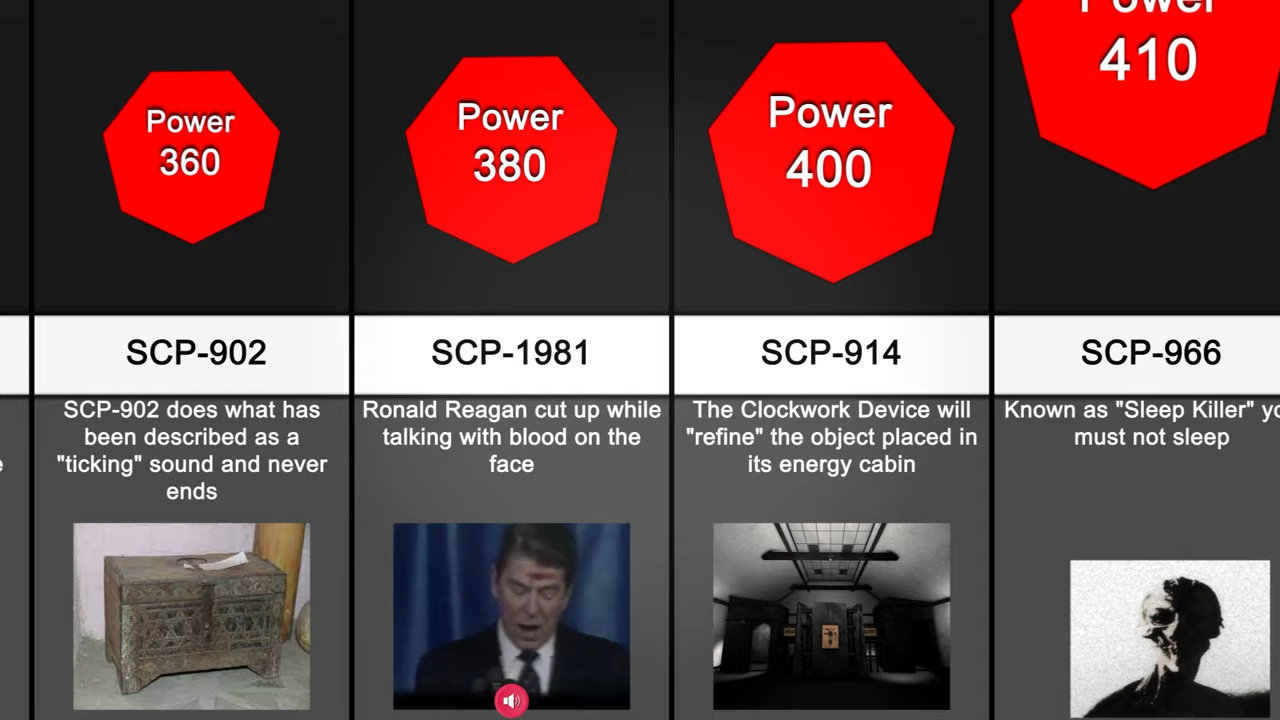 Power
360
SCP-902
SCP-902 does what has
been described as a
"ticking" sound and never
ends
Power
380
SCP-1981
Ronald Reagan cut up while
talking with blood on the
face
Power
400
SCP-914
The Clockwork Device will
"refine" the object placed in
its energy cabin
Power
410
SCP-966
Known as "Sleep Killer"
must not sleep